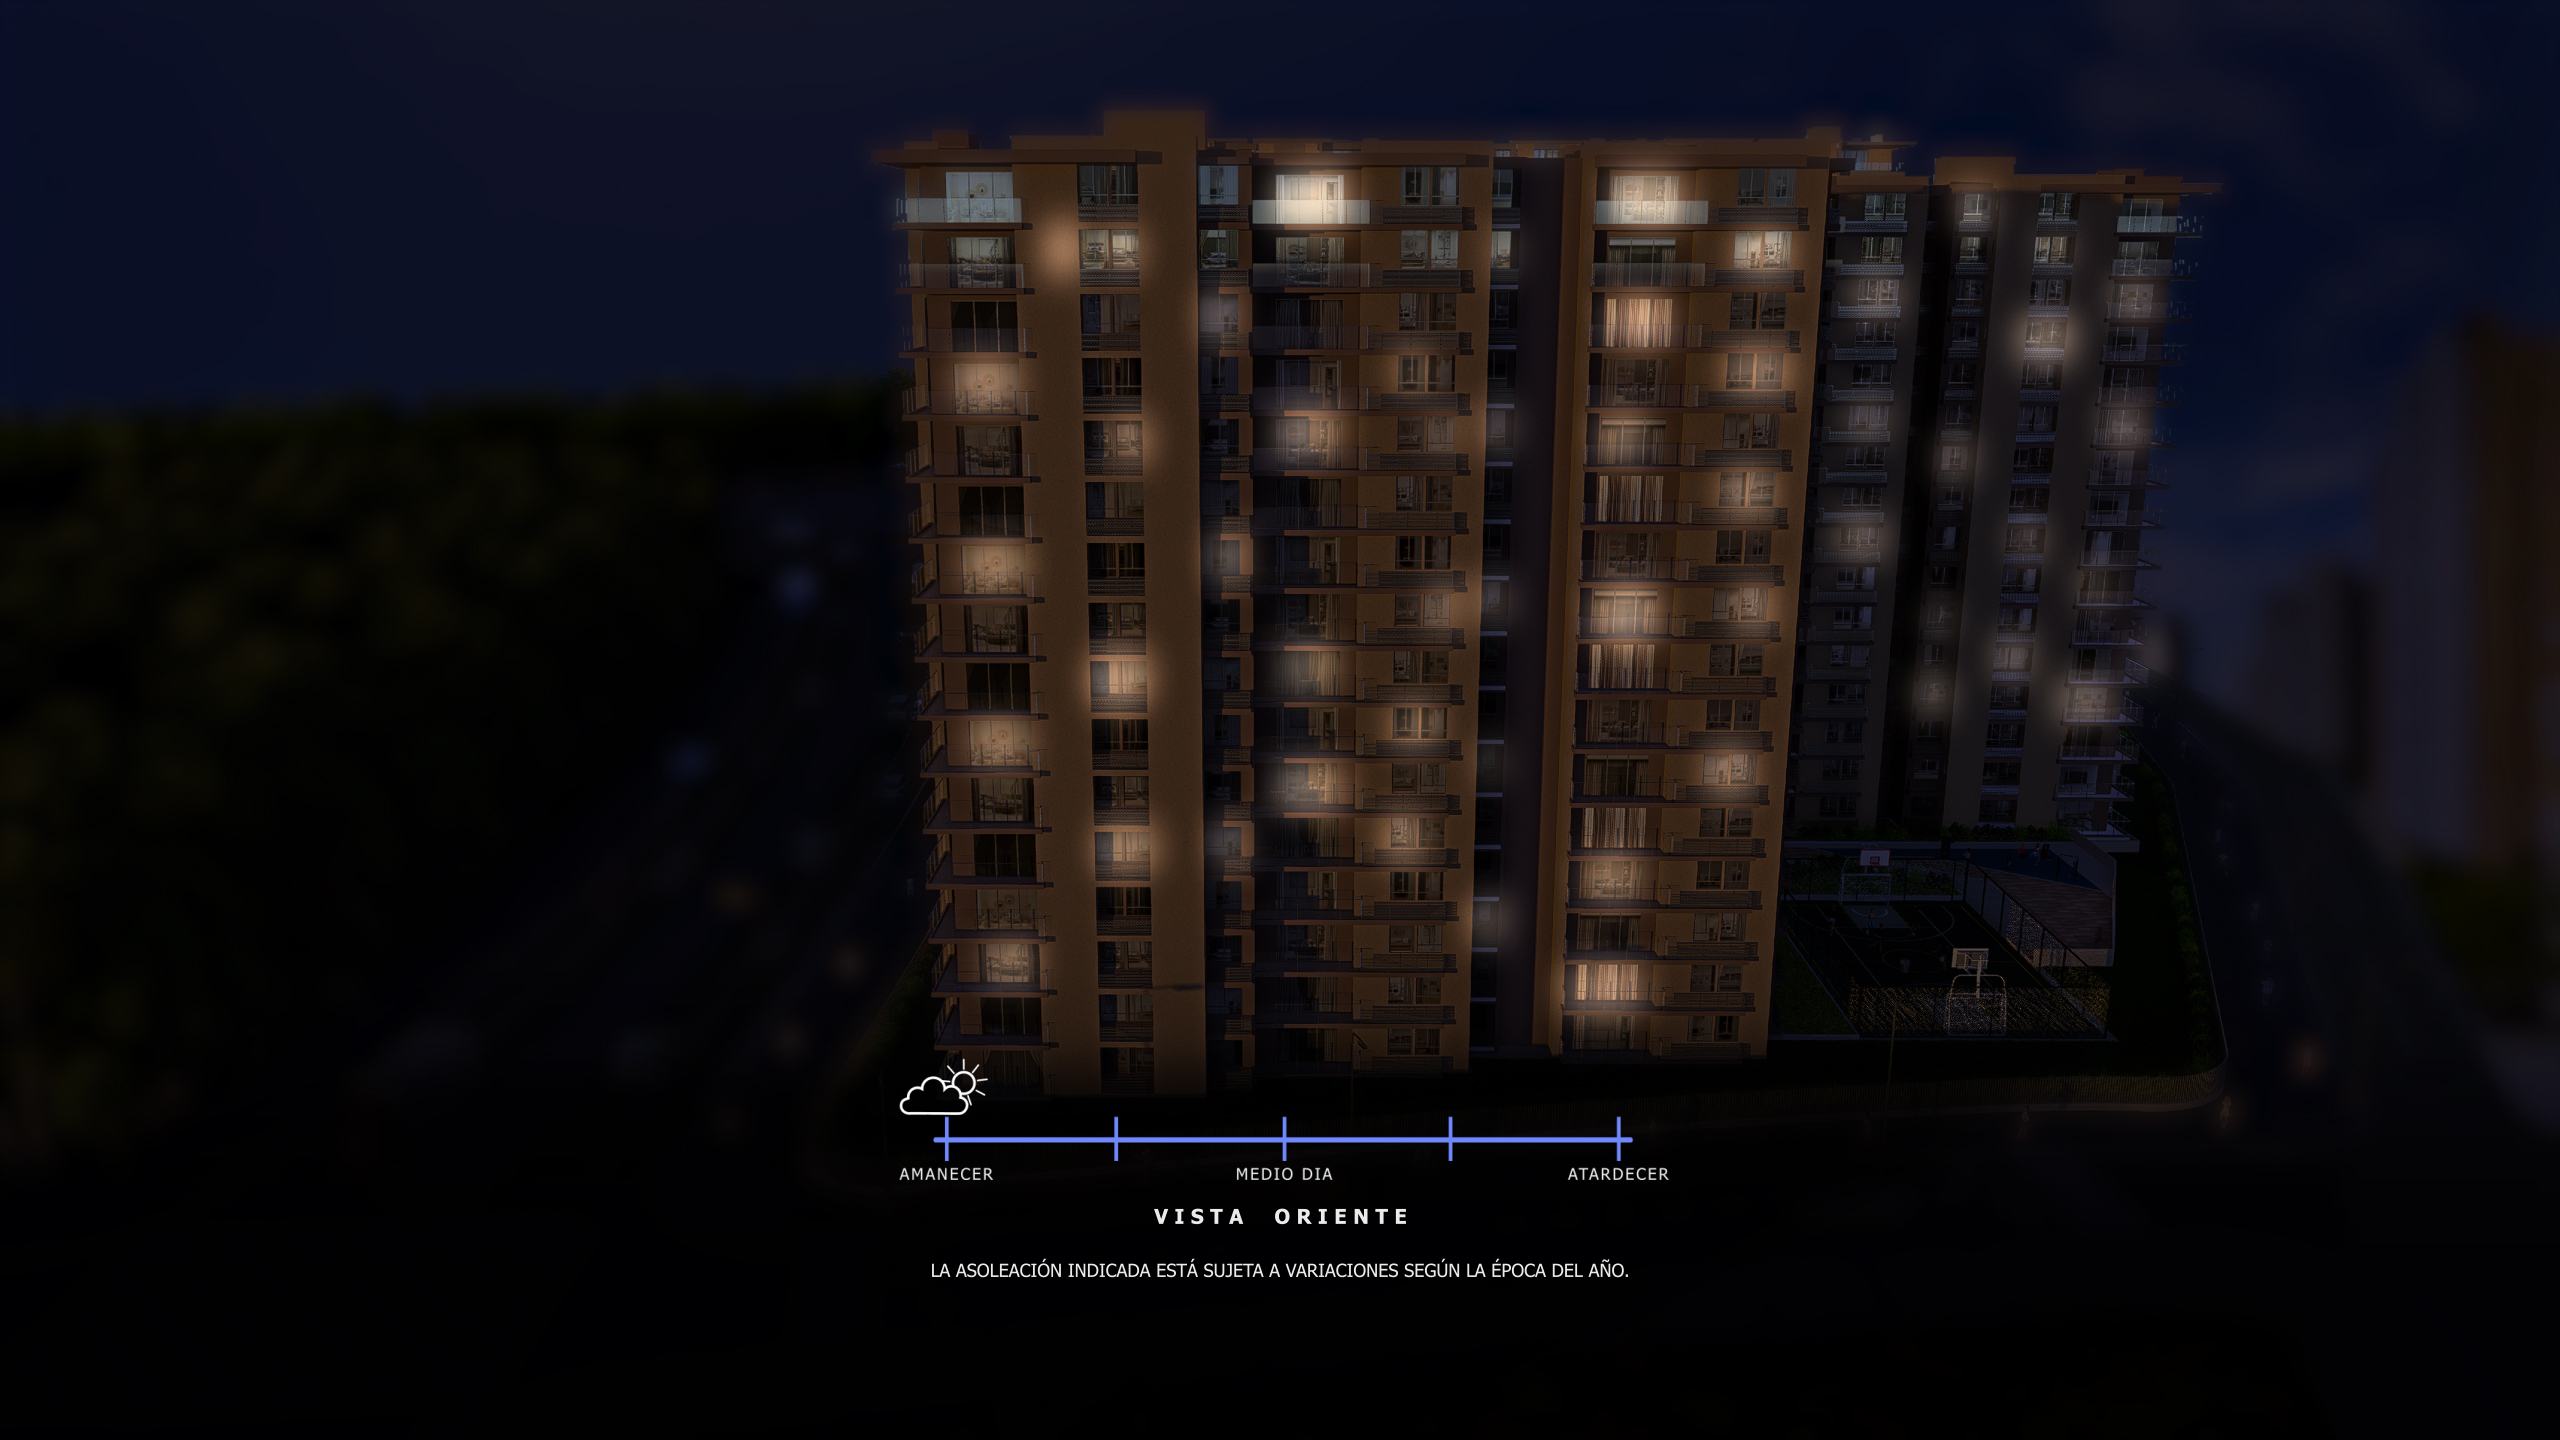 AMANECER
MEDIO DIA
ATARDECER
VISTA ORIENTE
LA ASOLEACIÓN INDICADA ESTÁ SUJETA A VARIACIONES SEGÚN LA ÉPOCA DEL AÑO.